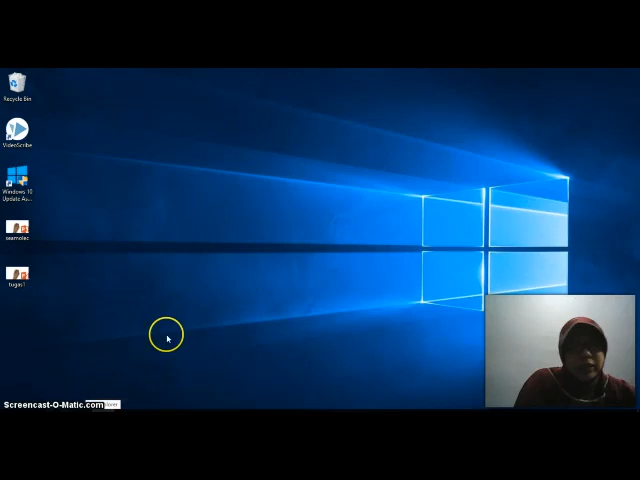 Recycle Bin
VideoScribe
Windows 10
Update As...
seamolec
tugas1
Screencast-O-Matic.com